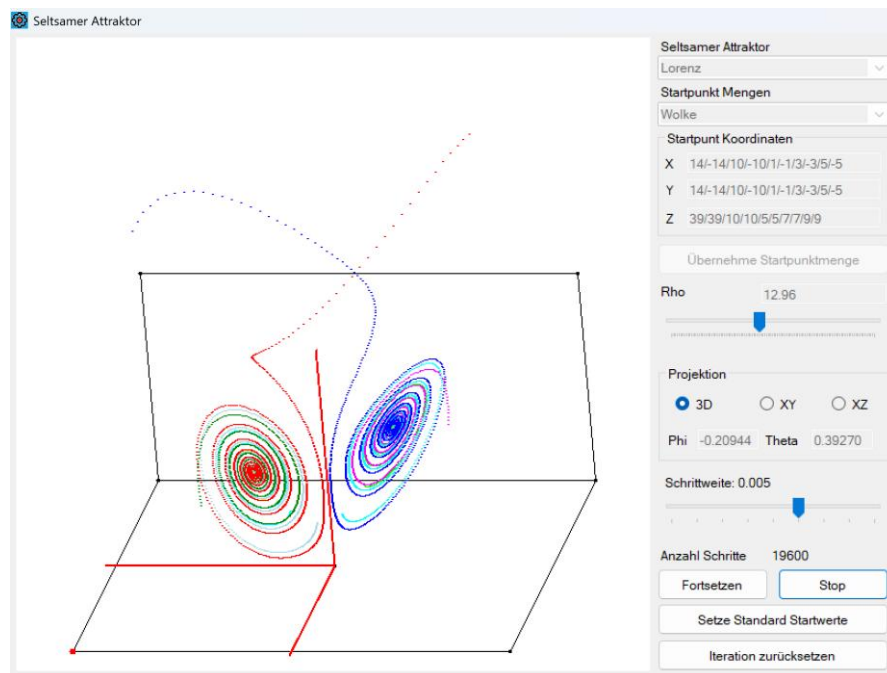 Seltsamer Attraktor
Seltsamer Attraktor
Lorenz
Startpunkt Mengen
Wolke
Startpunt Koordinaten
X 14/-14/10/-10/1/-1/3/-3/5/-5
Y 14/-14/10/-10/1/-1/3/-3/5/-5
Z 39/39/10/10/5/5/7/7/9/9
Übernehme Startpunktmenge
Rho 12.96
Projektion
3D XY XZ
Phi -0.20944 Theta 0.39270
Schrittweite: 0.005
Anzahl Schritte 19600
Fortsetzen Stop
Setze Standard Startwerte
Iteration zurücksetzen